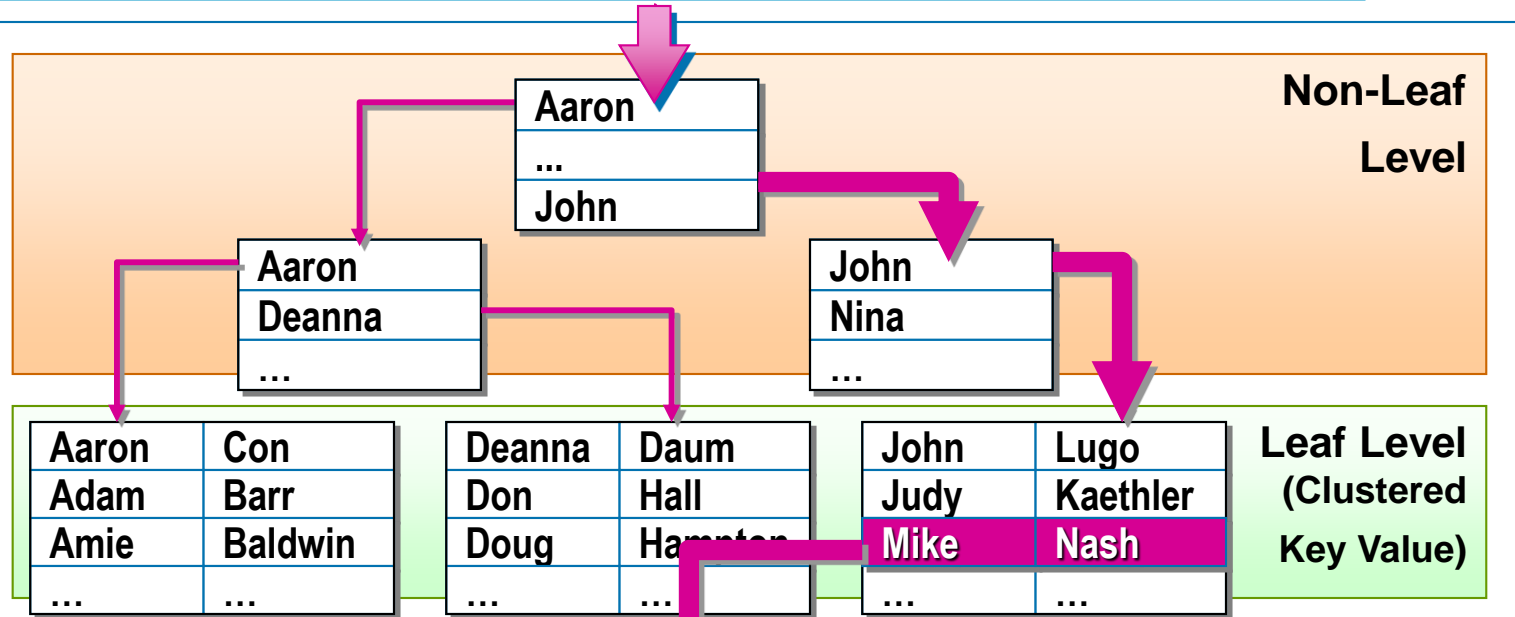 Non-Leaf
Level
Aaron
...
John
Aaron
Deanna
…
John
Nina
…
Leaf Level
(Clustered
Key Value)
Aaron Con
Adam Barr
Amie Baldwin
… …
Deanna Daum
Don Hall
Doug Hampton
… …
John Lugo
Judy Kaethler
Mike Nash
… …